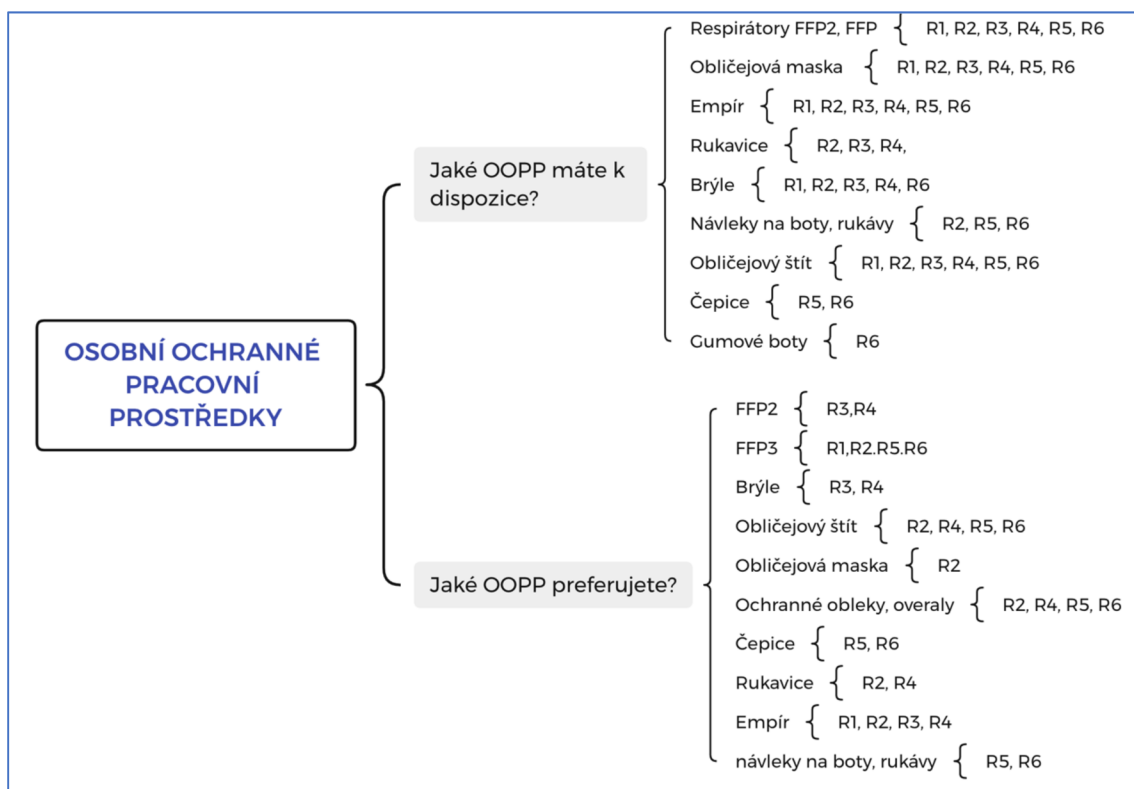 OSOBNÍ OCHRANNÉ
PRACOVNÍ
PROSTŘEDKY
Jaké OOPP máte k
dispozice?
Respirátory FFP2, FFP { R1, R2, R3, R4, R5, R6
Obličejová maska { R1, R2, R3, R4, R5, R6
Empír { R1, R2, R3, R4, R5, R6
Rukavice { R2, R3, R4,
Brýle { R1, R2, R3, R4, R6
Návleky na boty, rukávy { R2, R5, R6
Obličejový štít { R1, R2, R3, R4, R5, R6
Čepice { R5, R6
Gumové boty { R6
Jaké OOPP preferujete?
FFP2 { R3,R4
FFP3 { R1,R2.R5.R6
Brýle { R3, R4
Obličejový štít { R2, R4, R5, R6
Obličejová maska { R2
Ochranné obleky, overaly { R2, R4, R5, R6
Čepice { R5, R6
Rukavice { R2, R4
Empír { R1, R2, R3, R4
návleky na boty, rukávy { R5, R6